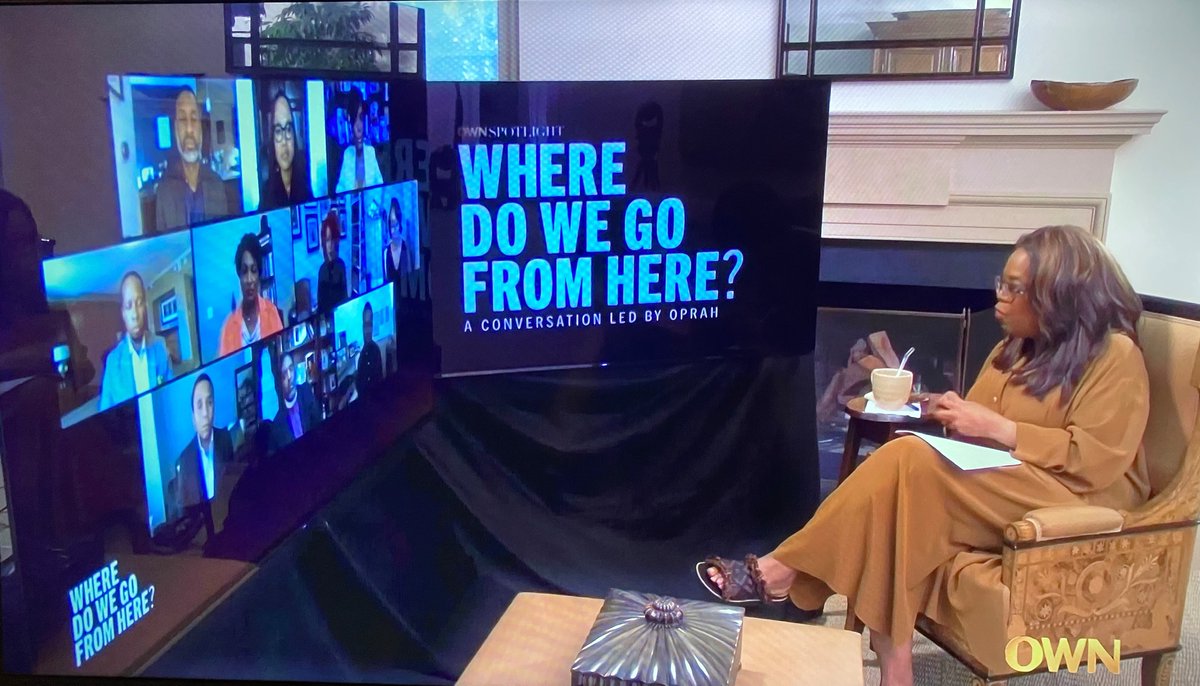 OWN SPOTLIGHT
WHERE
DO WE GO
FROM HERE?
A CONVERSATION LED BY OPRAH
WHERE
DO WE GO
FROM HERE?
OWN